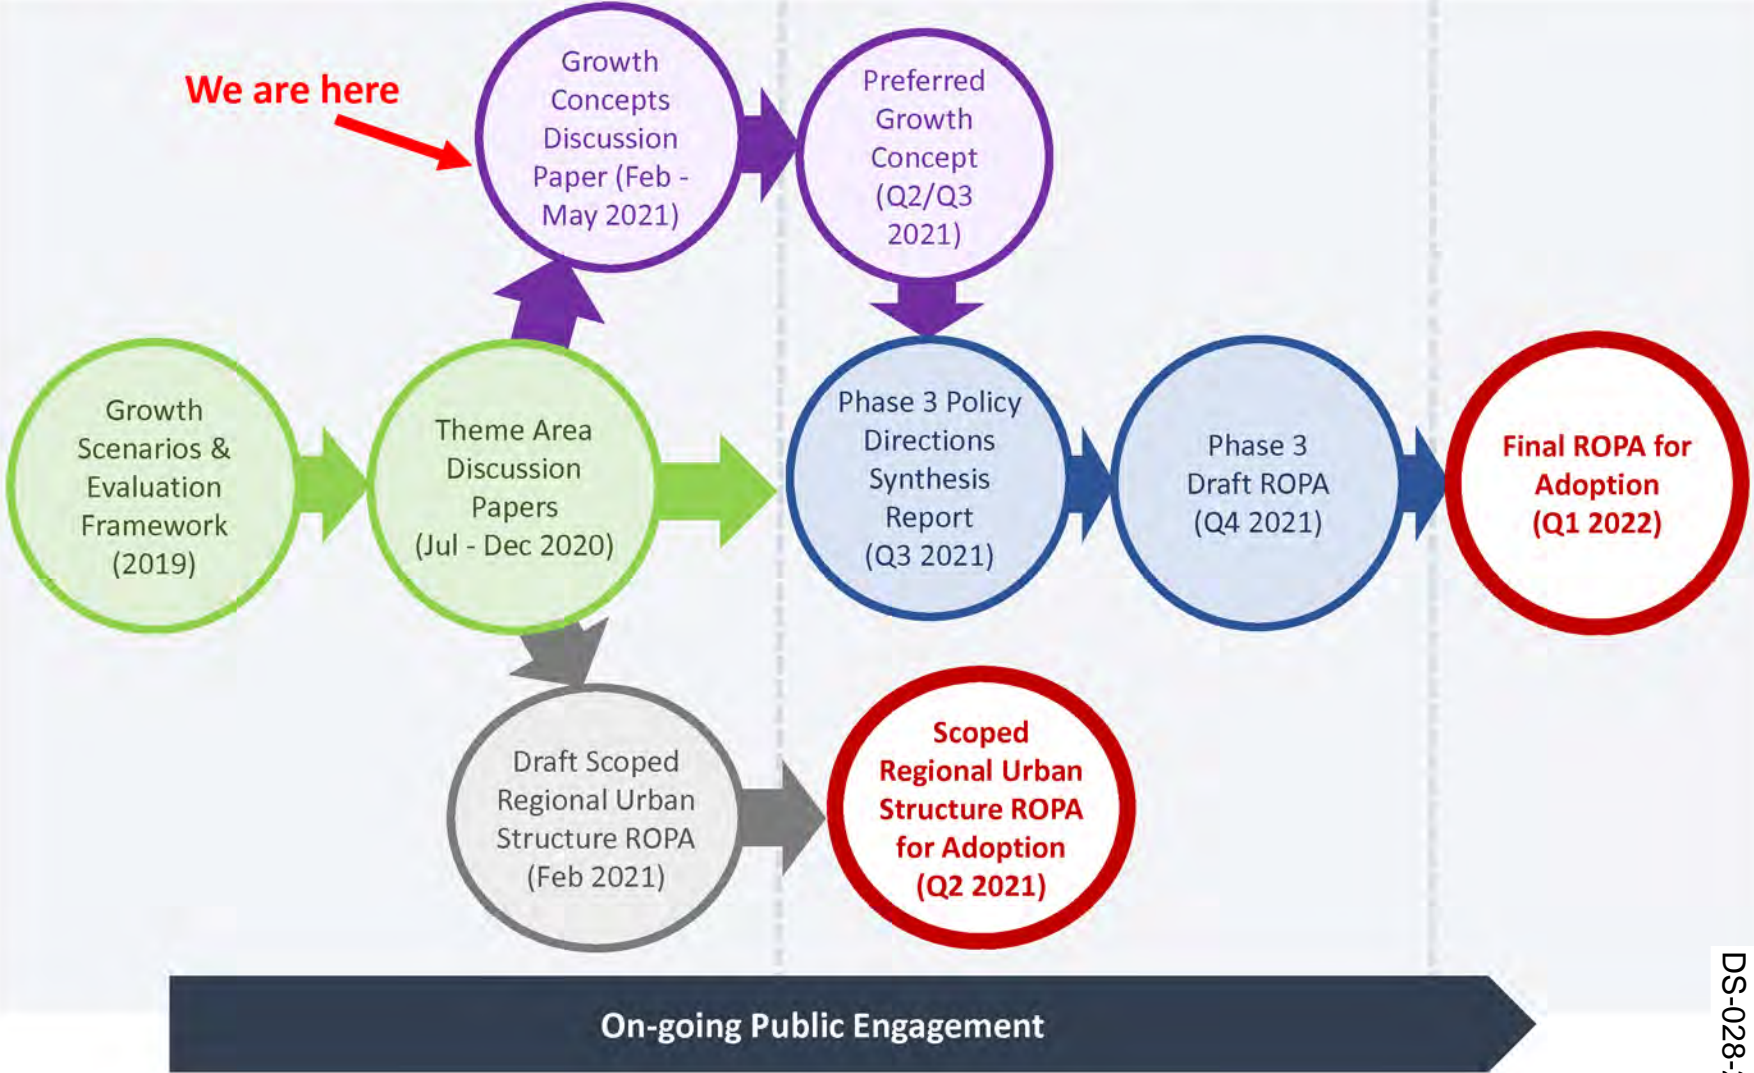 We are here
Growth
Concepts
Discussion
Paper (Feb -
May 2021)
Preferred
Growth
Concept
(Q2/Q3
2021)
Growth
Scenarios &
Evaluation
Framework
(2019)
Theme Area
Discussion
Papers
(Jul - Dec 2020)
Phase 3 Policy
Directions
Synthesis
Report
(Q3 2021)
Phase 3
Draft ROPA
(Q4 2021)
Final ROPA for
Adoption
(Q1 2022)
Draft Scoped
Regional Urban
Structure ROPA
(Feb 2021)
Scoped
Regional Urban
Structure ROPA
for Adoption
(Q2 2021)
On-going Public Engagement
DS-028-